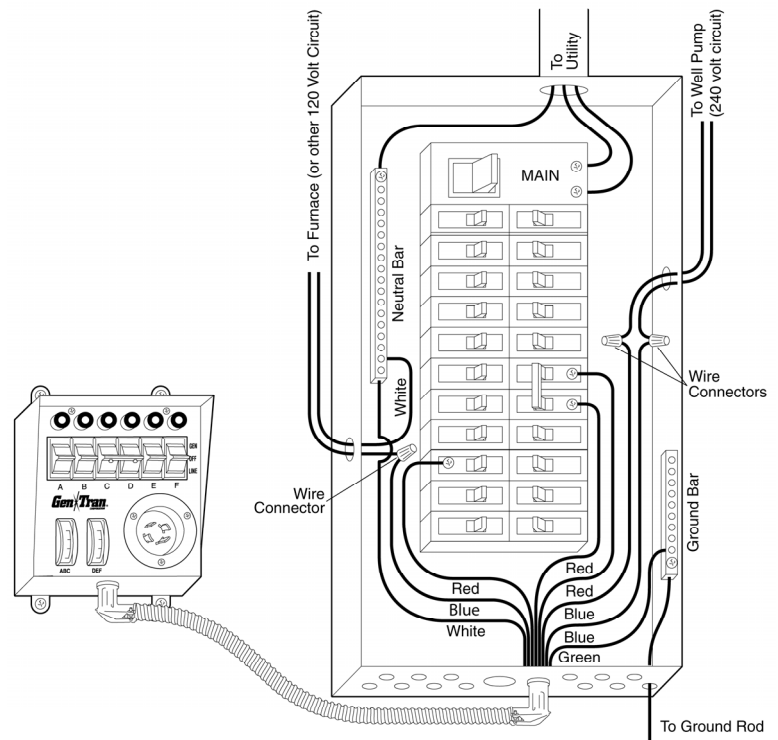 To Utility
To Furnace (or other 120 Volt Circuit)
To Well Pump
(240 volt circuit)
MAIN
Neutral Bar
White
Wire
Connectors
Wire
Connector
Ground Bar
GEN
OFF
LINE
A B C D E F
GenTran
ABC DEF
Red
Blue
White
Red
Red
Blue
Blue
Green
To Ground Rod